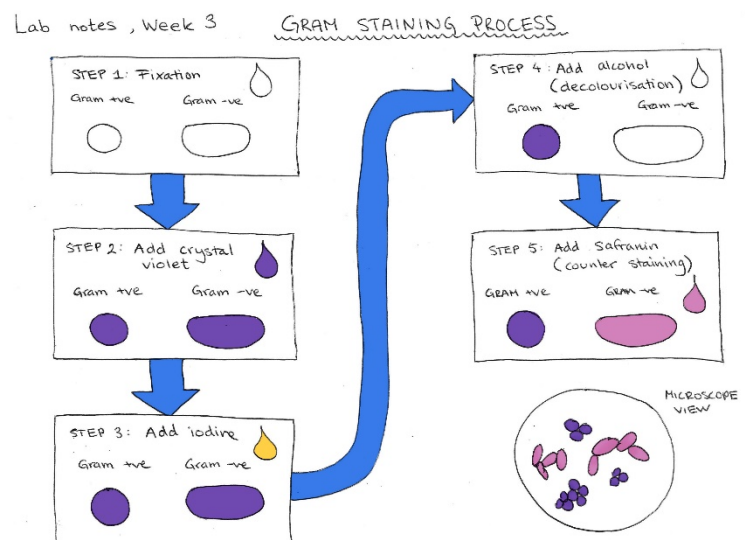 Lab notes, Week 3
GRAM STAINING PROCESS
STEP 1: Fixation
Gram +ve Gram -ve
STEP 2: Add crystal
violet
Gram +ve Gram -ve
STEP 3: Add iodine
Gram +ve Gram -ve
STEP 4: Add alcohol
(decolourisation)
Gram +ve Gram -ve
STEP 5: Add Safranin
(counter staining)
GRAM +ve GRAM -ve
MICROSCOPE
VIEW